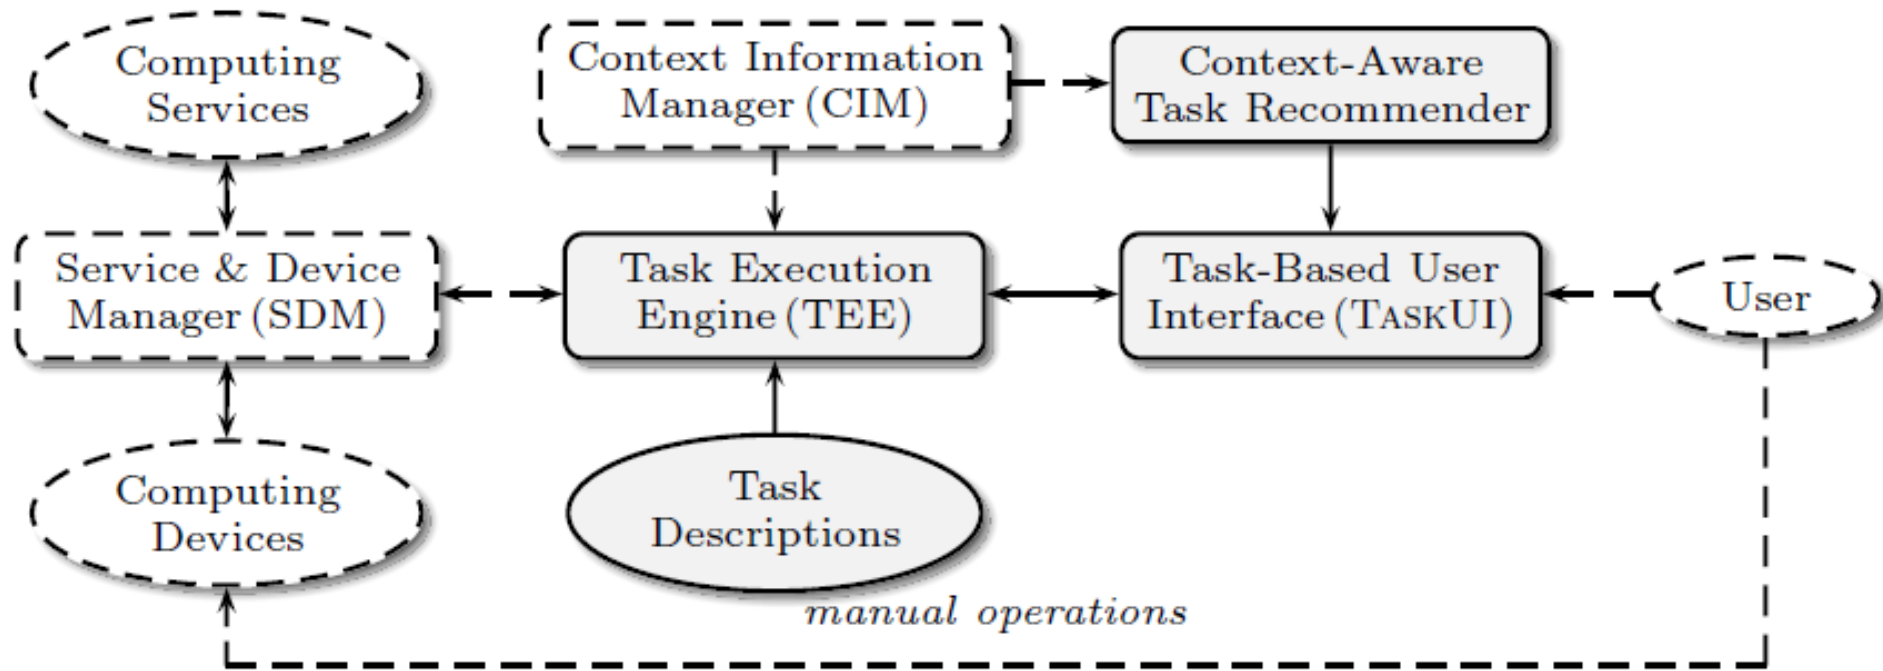 Computing
Services
Context Information
Manager (CIM)
Context-Aware
Task Recommender
Service & Device
Manager (SDM)
Task Execution
Engine (TEE)
Task-Based User
Interface (TASKUI)
User
Computing
Devices
Task
Descriptions
manual operations